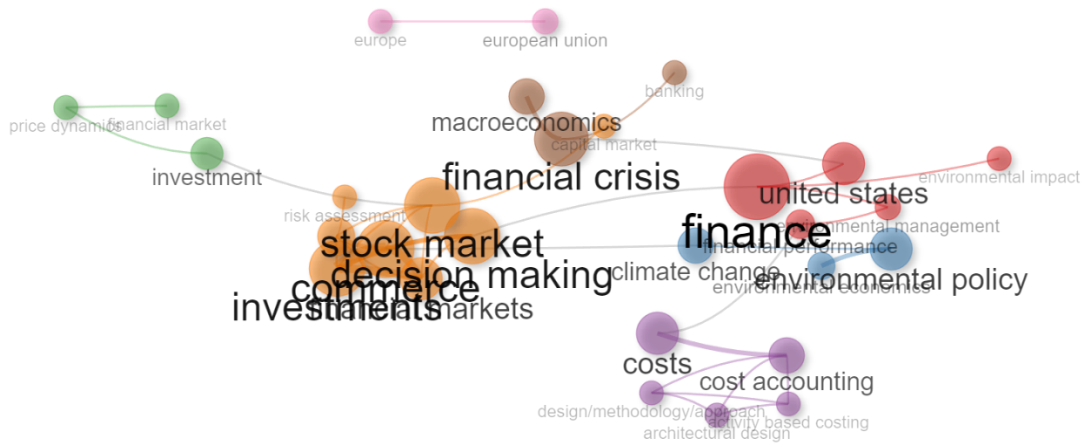 europe
european union
banking
price dynamics
financial market
macroeconomics
capital market
investment
financial crisis
environmental impact
united states
risk assessment
environmental management
stock market
finance
financial performance
decision making
climate change
environmental policy
commerce
environmental economics
investments
financial markets
costs
cost accounting
design/methodology/approach
activity based costing
architectural design